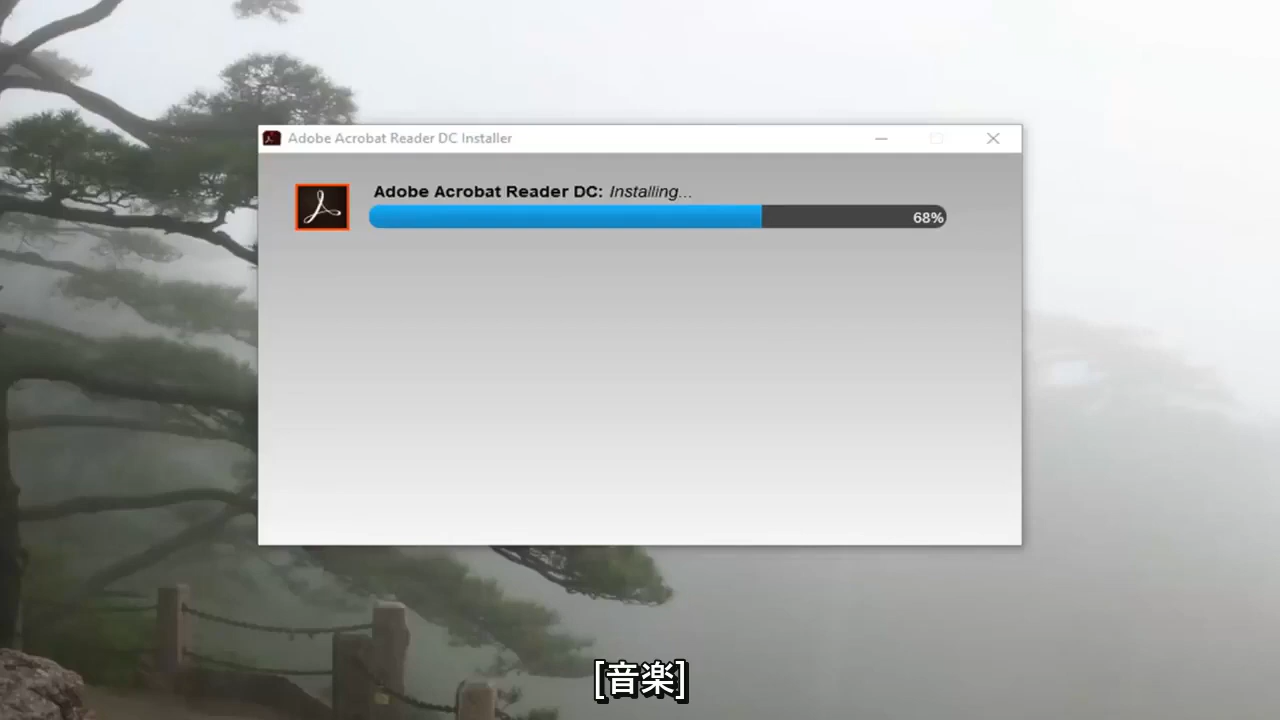 Adobe Acrobat Reader DC Installer
Adobe Acrobat Reader DC: Installing...
68%
[音楽]